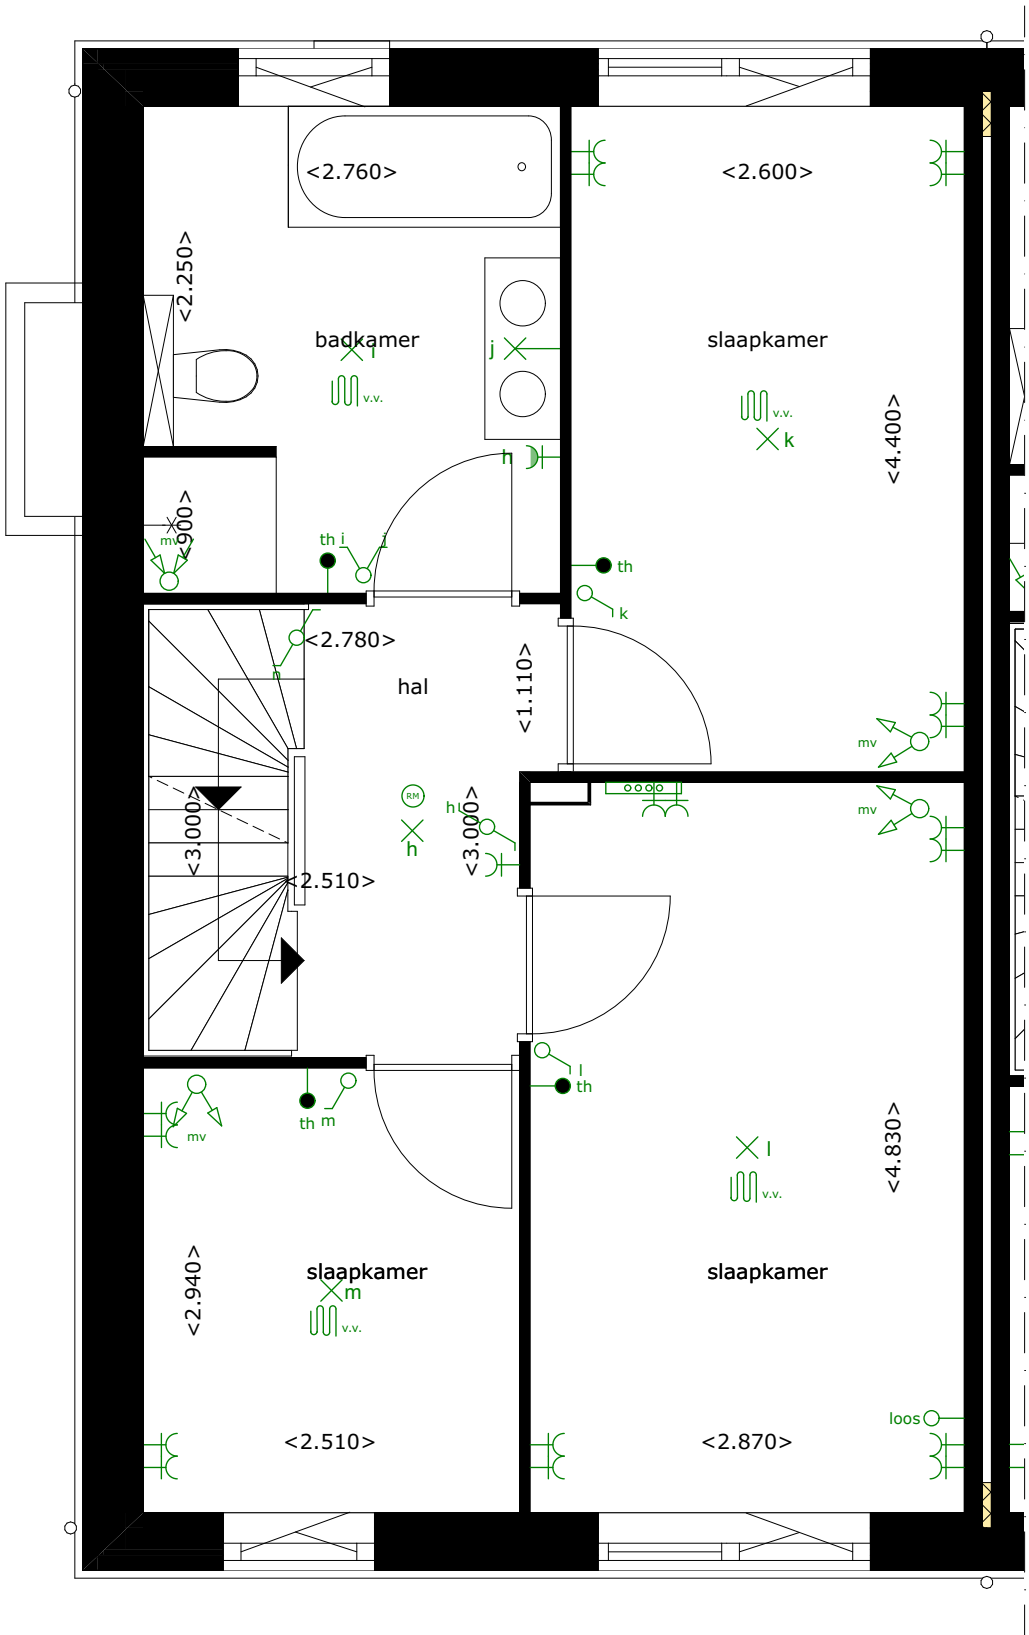 <2.760>
<2.600>
<2.250>
badkamer
slaapkamer
i
j
v.v.
v.v.
k
<4.400>
h
<900>
mv
th
i
j
th
k
<2.780>
n
hal
<1.110>
mv
RM
h
h
<3.000>
<3.000>
mv
<2.510>
l
th
th
m
mv
l
v.v.
<4.830>
<2.940>
slaapkamer
slaapkamer
m
v.v.
loos
<2.510>
<2.870>